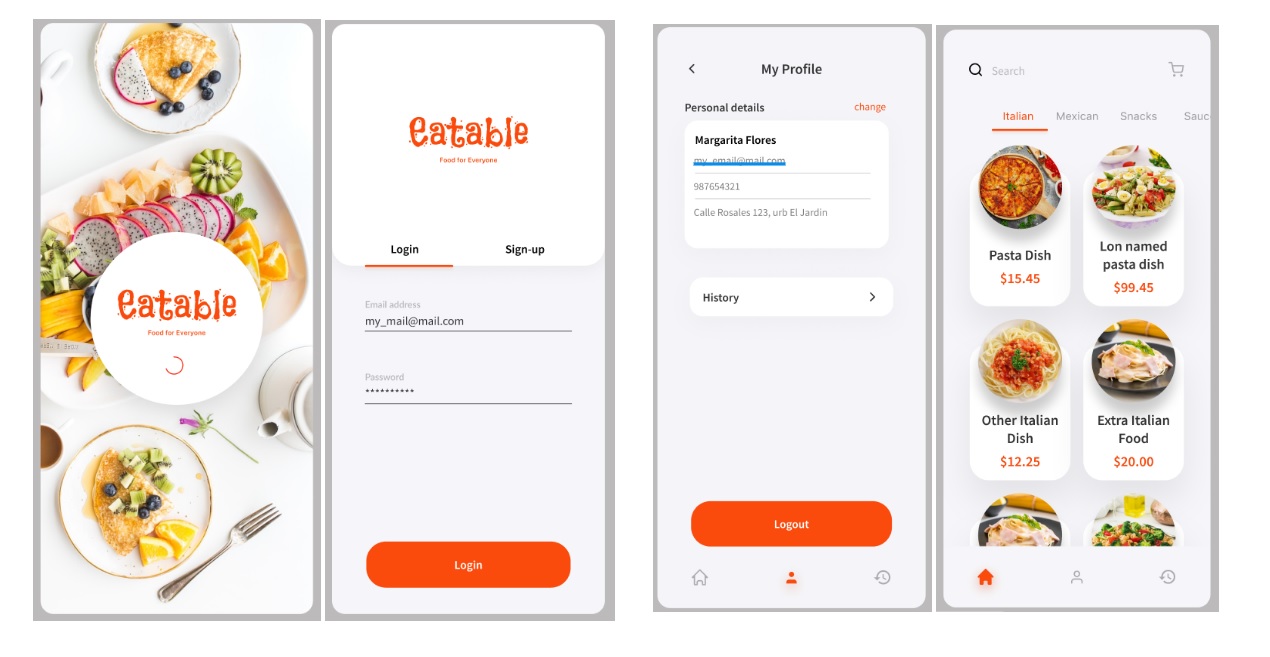 eatable
Food for Everyone
eatable
Food for Everyone
Login
Sign-up
Email address
my_mail@mail.com
Password
**********
Login
My Profile
Personal details
change
Margarita Flores
my_email@mail.com
987654321
Calle Rosales 123, urb El Jardin
History
Logout
Search
Italian
Mexican
Snacks
Sauc
Pasta Dish
$15.45
Lon named
pasta dish
$99.45
Other Italian
Dish
$12.25
Extra Italian
Food
$20.00